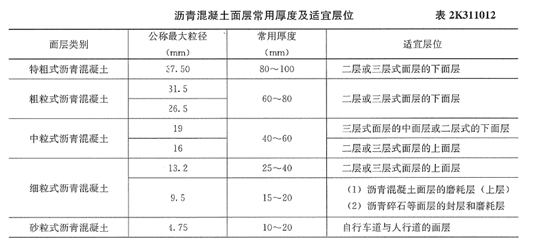 沥青混凝土面层常用厚度及适宜层位 表 2K311012
面层类别 公称最大粒径 (mm) 常用厚度 (mm) 适宜层位
特粗式沥青混凝土 37.50 80～100 二层或三层式面层的下面层
粗粒式沥青混凝土 31.5 60～80 二层或三层式面层的下面层
26.5
中粒式沥青混凝土 19 40～60 三层式面层的中面层或二层式的下面层
16 二层或三层式面层的上面层
细粒式沥青混凝土 13.2 25～40 二层或三层式面层的上面层
9.5 15～20 (1) 沥青混凝土面层的磨耗层（上层）
(2) 沥青碎石等面层的封层和磨耗层
砂粒式沥青混凝土 4.75 10～20 自行车道与人行道的面层